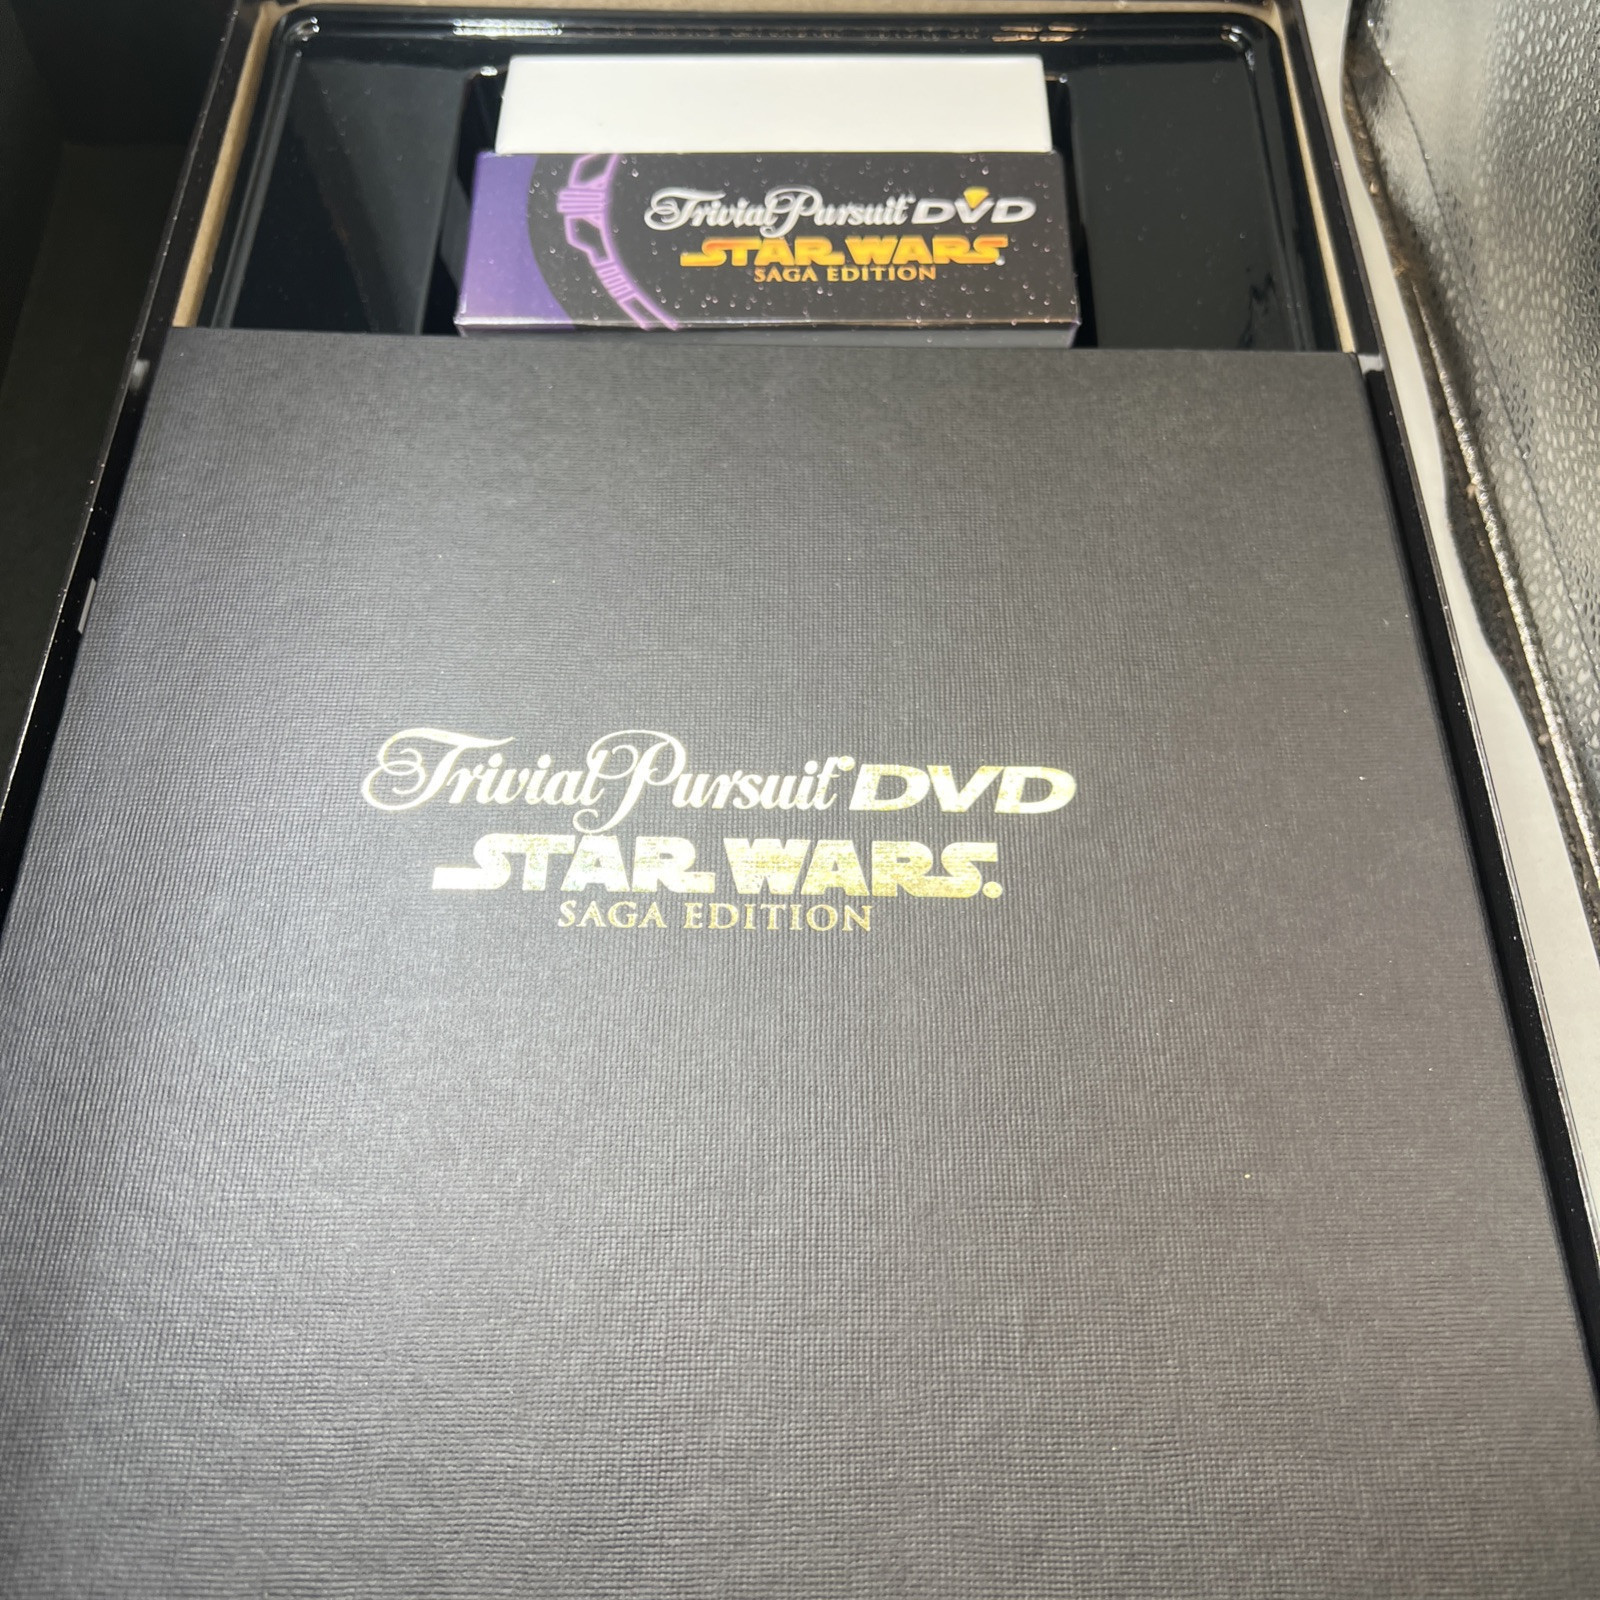 Trivial Pursuit DVD
STAR WARS
SAGA EDITION
Trivial Pursuit DVD
STAR WARS.
SAGA EDITION